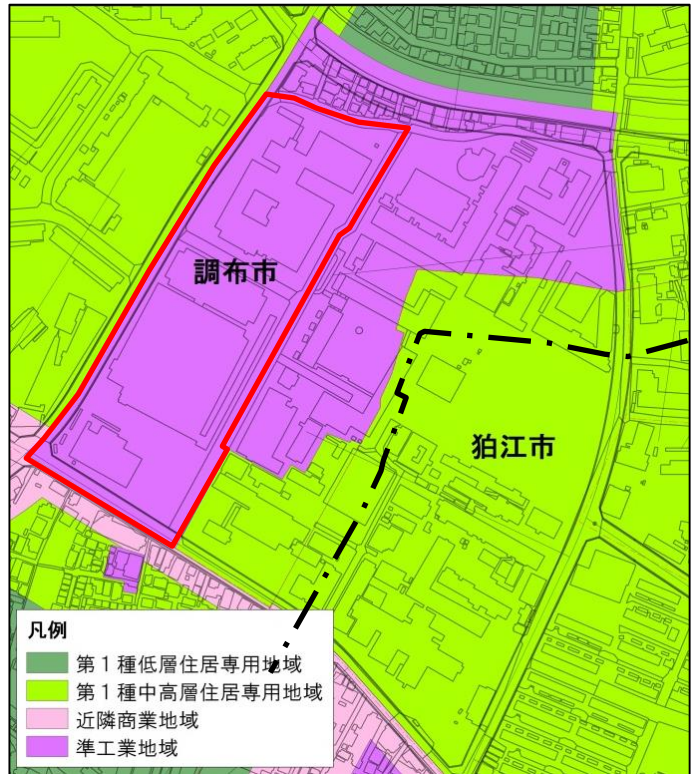 調布市
狛江市
凡例
第1種低層住居専用地域
第1種中高層住居専用地域
近隣商業地域
準工業地域